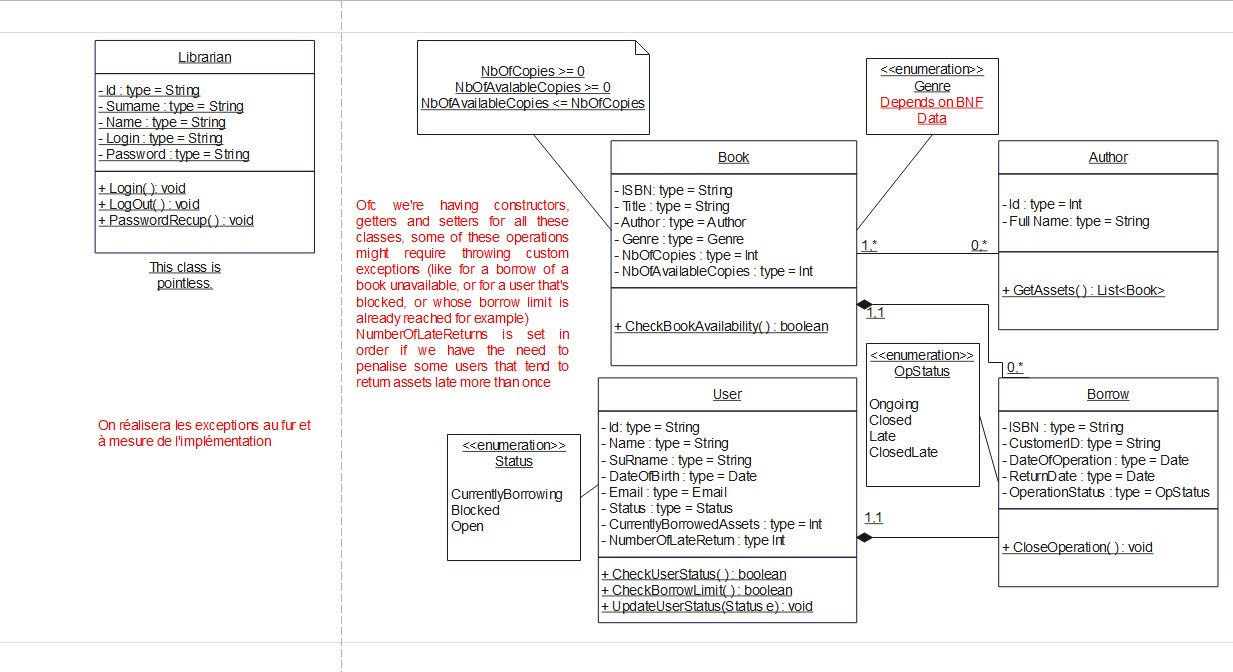 Librarian
- Id : type = String
- Surname : type = String
- Name : type = String
- Login : type = String
- Password : type = String
+ Login( ): void
+ LogOut( ) : void
+ PasswordRecup( ) : void
This class is
pointless.
On réalisera les exceptions au fur et
à mesure de l'implémentation
NbOfCopies >= 0
NbOfAvalableCopies >= 0
NbOfAvailableCopies <= NbOfCopies
Ofc we're having constructors,
getters and setters for all these
classes, some of these operations
might require throwing custom
exceptions (like for a borrow of a
book unavailable, or for a user that's
blocked, or whose borrow limit is
already reached for example)
NumberOfLateReturns is set in
order if we have the need to
penalise some users that tend to
return assets late more than once
<<enumeration>>
Genre
Depends on BNF
Data
Book
- ISBN: type = String
- Title : type = String
- Author : type = Author
- Genre : type = Genre
- NbOfCopies : type = Int
- NbOfAvailableCopies : type = Int
+ CheckBookAvailability( ) : boolean
1,*
0,*
Author
- Id : type = Int
- Full Name: type = String
+ GetAssets( ) : List<Book>
1,1
0,*
<<enumeration>>
OpStatus
Ongoing
Closed
Late
ClosedLate
<<enumeration>>
Status
CurrentlyBorrowing
Blocked
Open
User
- Id: type = String
- Name : type = String
- SuRname : type = String
- DateOfBirth : type = Date
- Email : type = Email
- Status : type = Status
- CurrentlyBorrowedAssets : type = Int
- NumberOfLateReturn : type Int
+ CheckUserStatus( ) : boolean
+ CheckBorrowLimit( ) : boolean
+ UpdateUserStatus(Status e) : void
1,1
Borrow
- ISBN : type = String
- CustomerID: type = String
- DateOfOperation : type = Date
- ReturnDate : type = Date
- OperationStatus : type = OpStatus
+ CloseOperation( ) : void